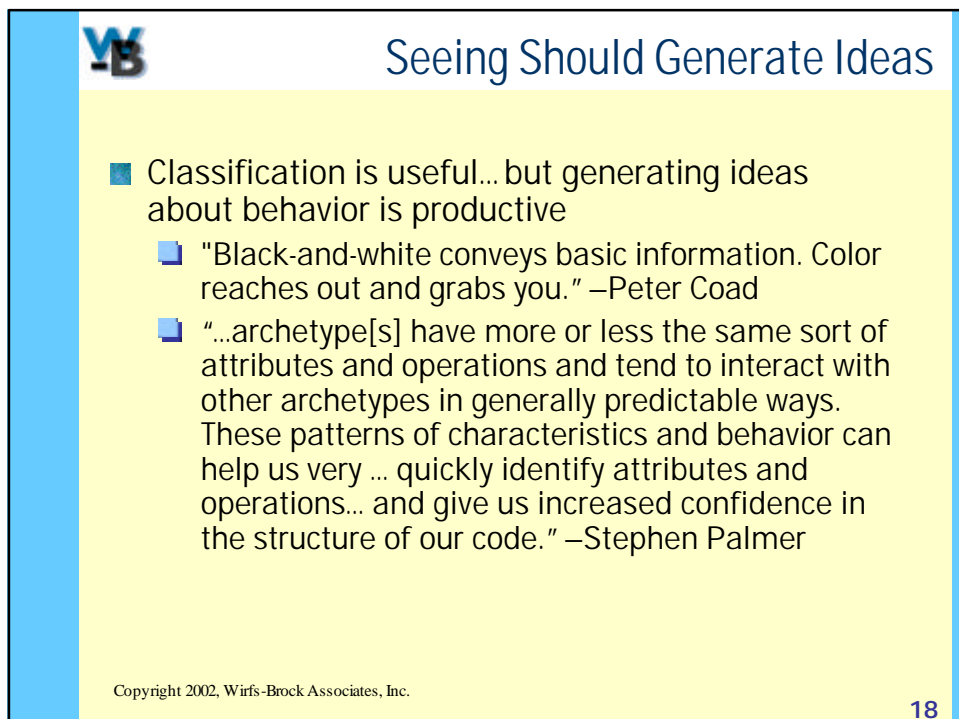 WB
Seeing Should Generate Ideas
Classification is useful… but generating ideas
about behavior is productive
"Black-and-white conveys basic information. Color
reaches out and grabs you.” –Peter Coad
“…archetype[s] have more or less the same sort of
attributes and operations and tend to interact with
other archetypes in generally predictable ways.
These patterns of characteristics and behavior can
help us very … quickly identify attributes and
operations… and give us increased confidence in
the structure of our code.” –Stephen Palmer
Copyright 2002, Wirfs-Brock Associates, Inc.
18